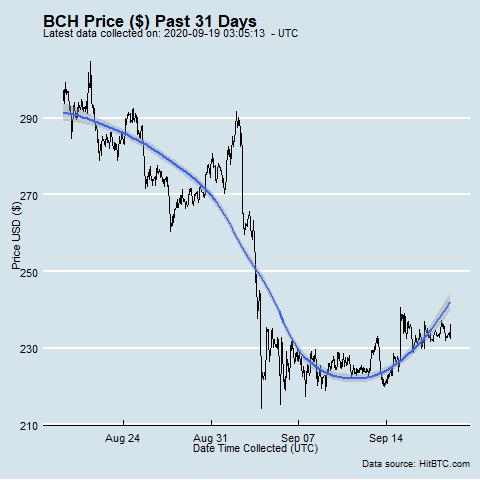 BCH Price ($) Past 31 Days
Latest data collected on: 2020-09-19 03:05:13 - UTC
290
270
250
230
210
Price USD ($)
Aug 24 Aug 31 Sep 07 Sep 14
Date Time Collected (UTC)
Data source: HitBTC.com